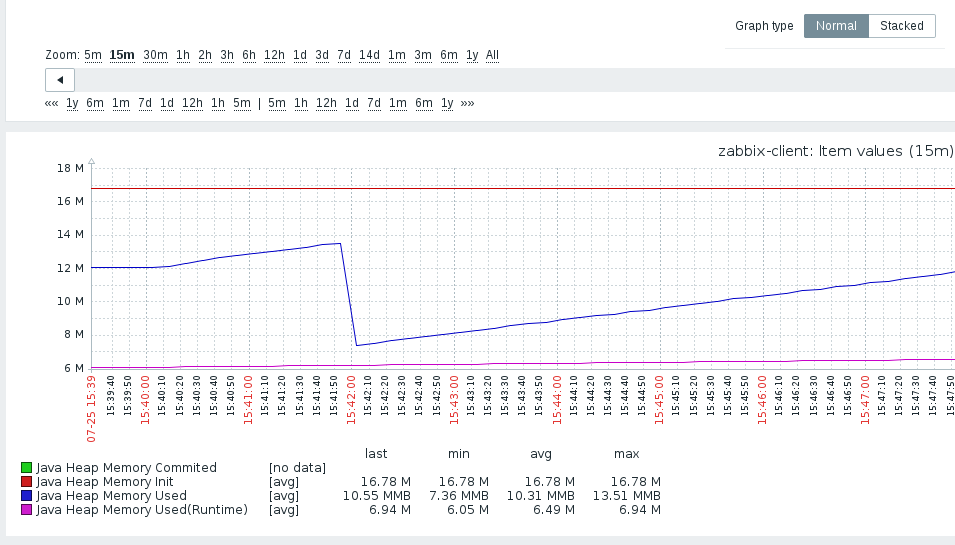 Graph type Normal Stacked
Zoom: 5m 15m 30m 1h 2h 3h 6h 12h 1d 3d 7d 14d 1m 3m 6m 1y All
◄
«« 1y 6m 1m 7d 1d 12h 1h 5m | 5m 1h 12h 1d 7d 1m 6m 1y »»
zabbix-client: Item values (15m)
18 M
16 M
14 M
12 M
10 M
8 M
6 M
07-25 15:39 15:39:40 15:39:50 15:40:00 15:40:10 15:40:20 15:40:30 15:40:40 15:40:50 15:41:00 15:41:10 15:41:20 15:41:30 15:41:40 15:41:50 15:42:00 15:42:10 15:42:20 15:42:30 15:42:40 15:42:50 15:43:00 15:43:10 15:43:20 15:43:30 15:43:40 15:43:50 15:44:00 15:44:10 15:44:20 15:44:30 15:44:40 15:44:50 15:45:00 15:45:10 15:45:20 15:45:30 15:45:40 15:45:50 15:46:00 15:46:10 15:46:20 15:46:30 15:46:40 15:46:50 15:47:00 15:47:10 15:47:20 15:47:30 15:47:40 15:47:50
last min avg max
Java Heap Memory Commited [no data]
Java Heap Memory Init [avg] 16.78 M 16.78 M 16.78 M 16.78 M
Java Heap Memory Used [avg] 10.55 MMB 7.36 MMB 10.31 MMB 13.51 MMB
Java Heap Memory Used(Runtime) [avg] 6.94 M 6.05 M 6.49 M 6.94 M